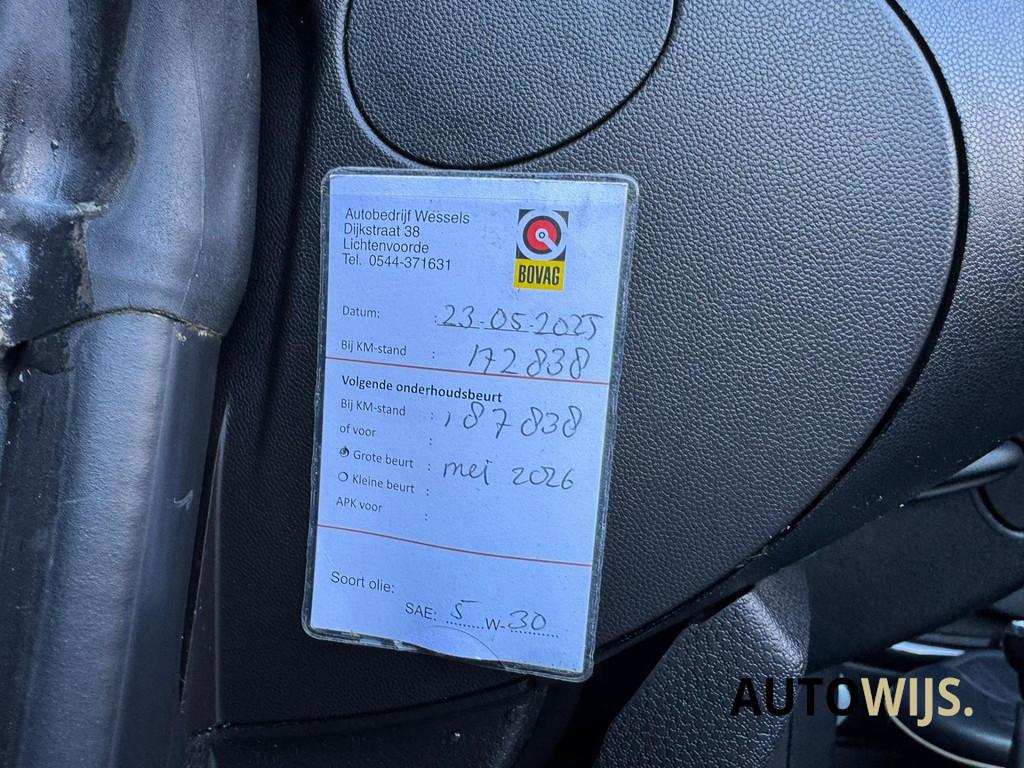 Autobedrijf Wessels
Dijkstraat 38
Lichtenvoorde
Tel. 0544-371631
BOVAG
Datum: 23-05-2025
Bij KM-stand : 172838
Volgende onderhoudsbeurt
Bij KM-stand : 187838
of voor :
Grote beurt : mei 2026
Kleine beurt :
APK voor :
Soort olie:
SAE: 5 W-30
AUTOWIJS.